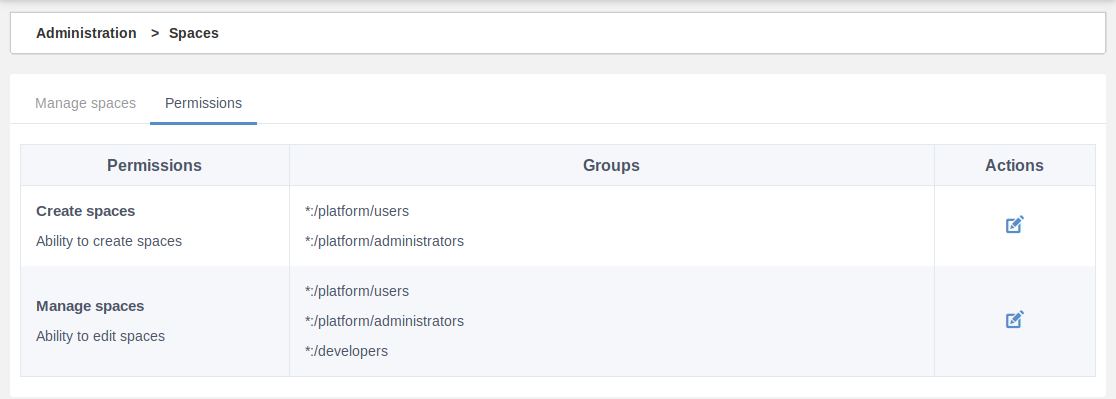 Administration > Spaces
Manage spaces Permissions
Permissions Groups Actions
Create spaces
Ability to create spaces
*:/platform/users
*:/platform/administrators
Manage spaces
Ability to edit spaces
*:/platform/users
*:/platform/administrators
*:/developers